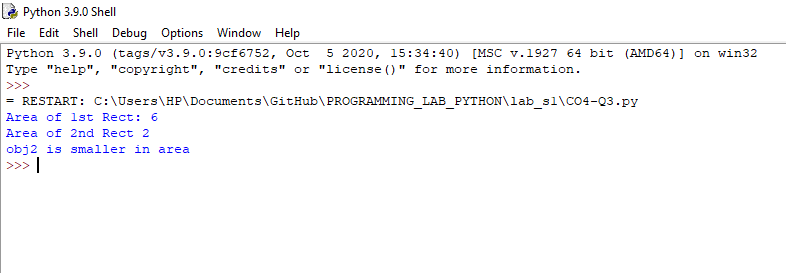 Python 3.9.0 Shell
File Edit Shell Debug Options Window Help
Python 3.9.0 (tags/v3.9.0:9cf6752, Oct  5 2020, 15:34:40) [MSC v.1927 64 bit (AMD64)] on win32
Type "help", "copyright", "credits" or "license()" for more information.
>>>
= RESTART: C:\Users\HP\Documents\GitHub\PROGRAMMING_LAB_PYTHON\lab_s1\CO4-Q3.py
Area of 1st Rect: 6
Area of 2nd Rect 2
obj2 is smaller in area
>>>